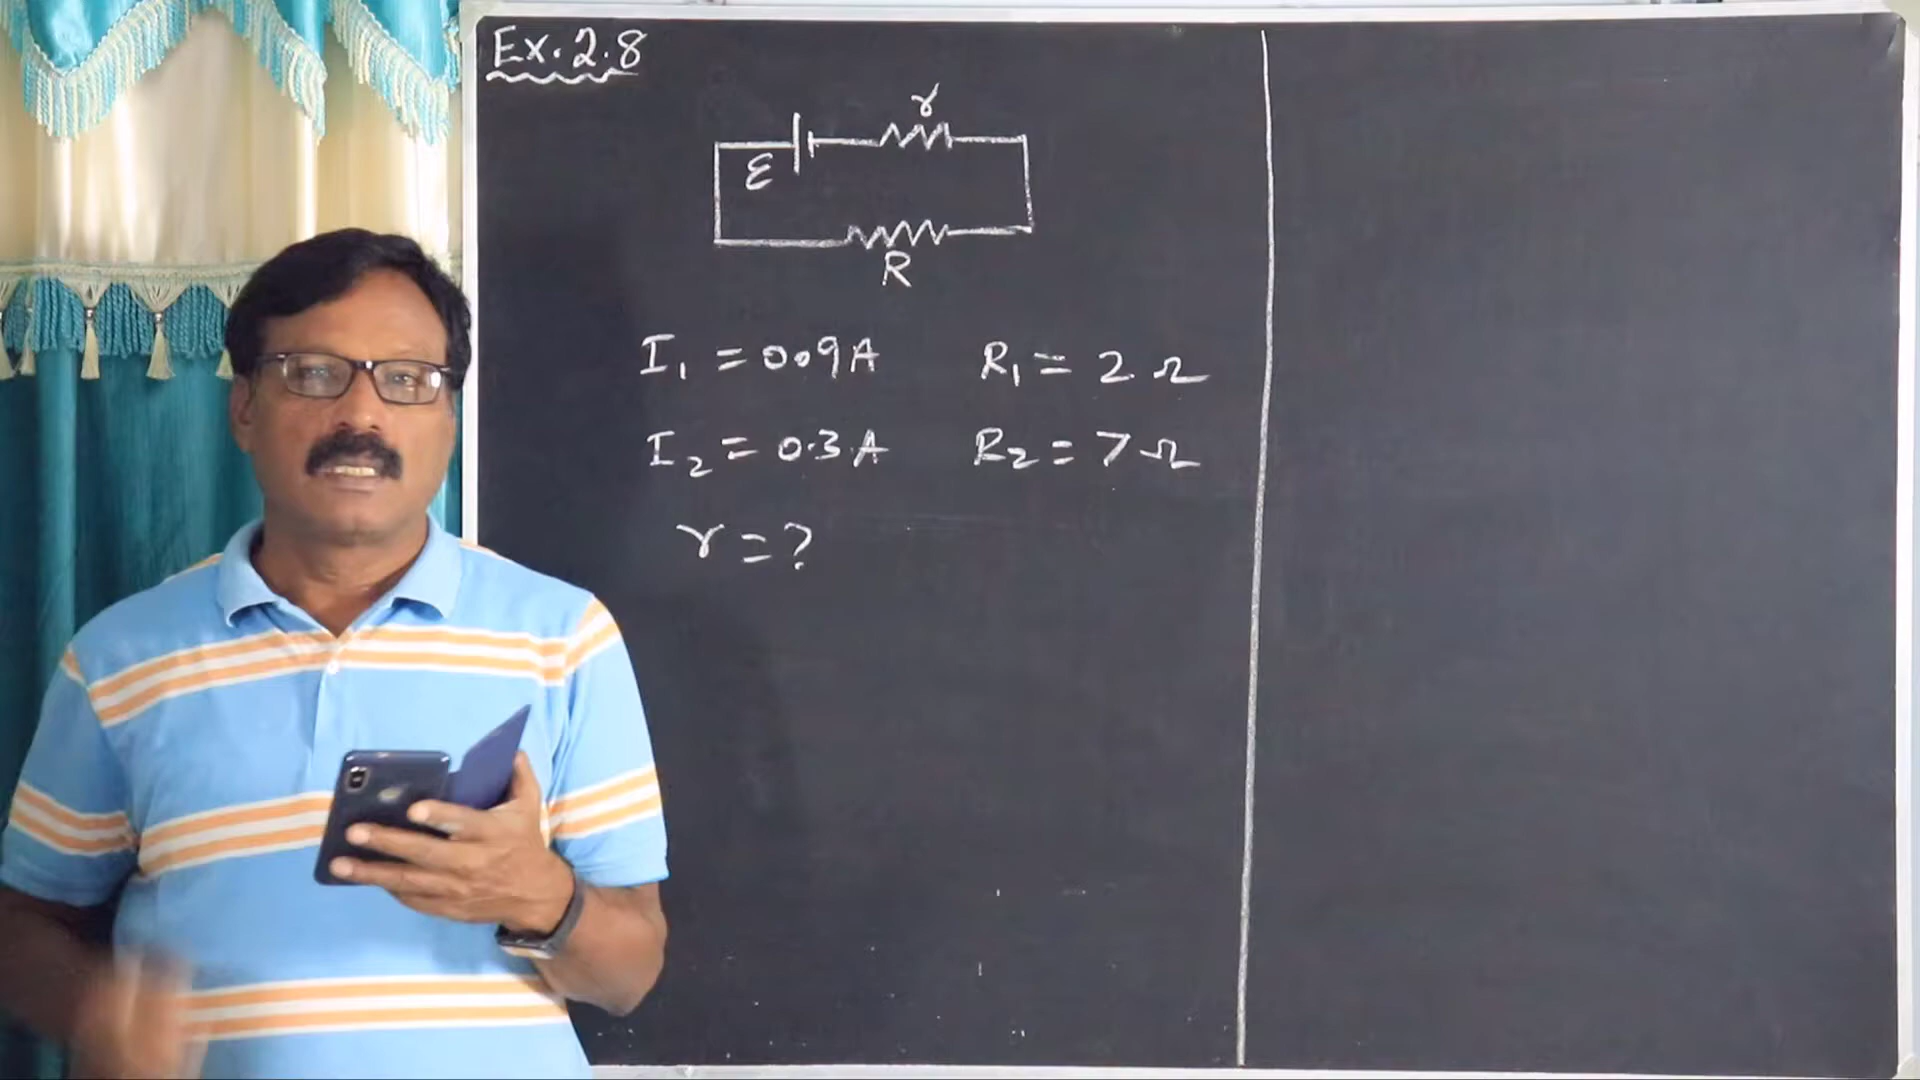 Ex. 2.8
r
ε
R
I₁ = 0.9A R₁ = 2 Ω
I₂ = 0.3A R₂ = 7 Ω
r = ?